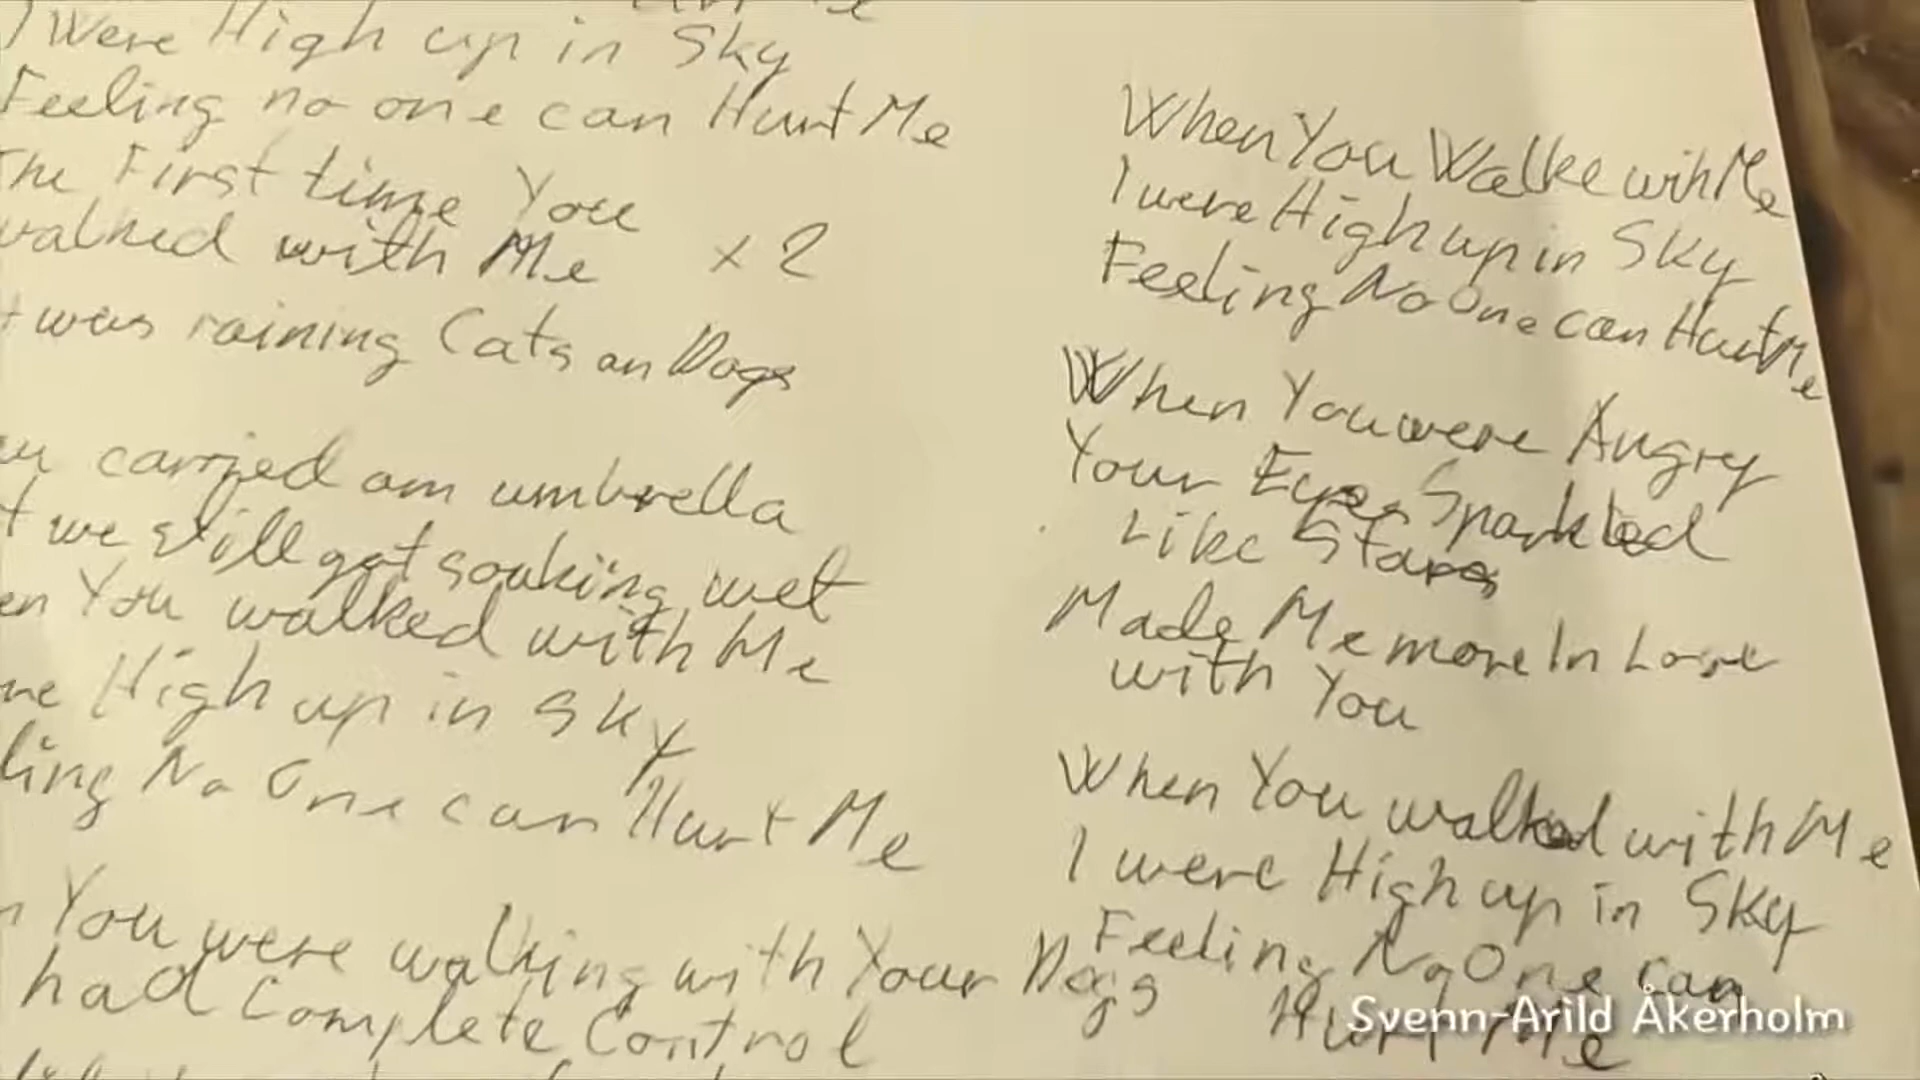 I Were High up in Sky
Feeling no one can Hurt Me
The First time You
walked with Me x 2
was raining Cats an Dogs
carried am umbrella
we still got soaking wet
You walked with Me
High up in Sky
No One can Hurt Me
You were walking with Your Dogs
had Complete Control
When You Walke wih Me
I were High up in Sky
Feeling No One can Hurt Me
When You were Angry
Your Eyes Sparkled
Like Stars
Made Me more In Love
with You
When You walked with Me
I were High up in Sky
Feeling No One Can
Hurt Me
Svenn-Arild Åkerholm